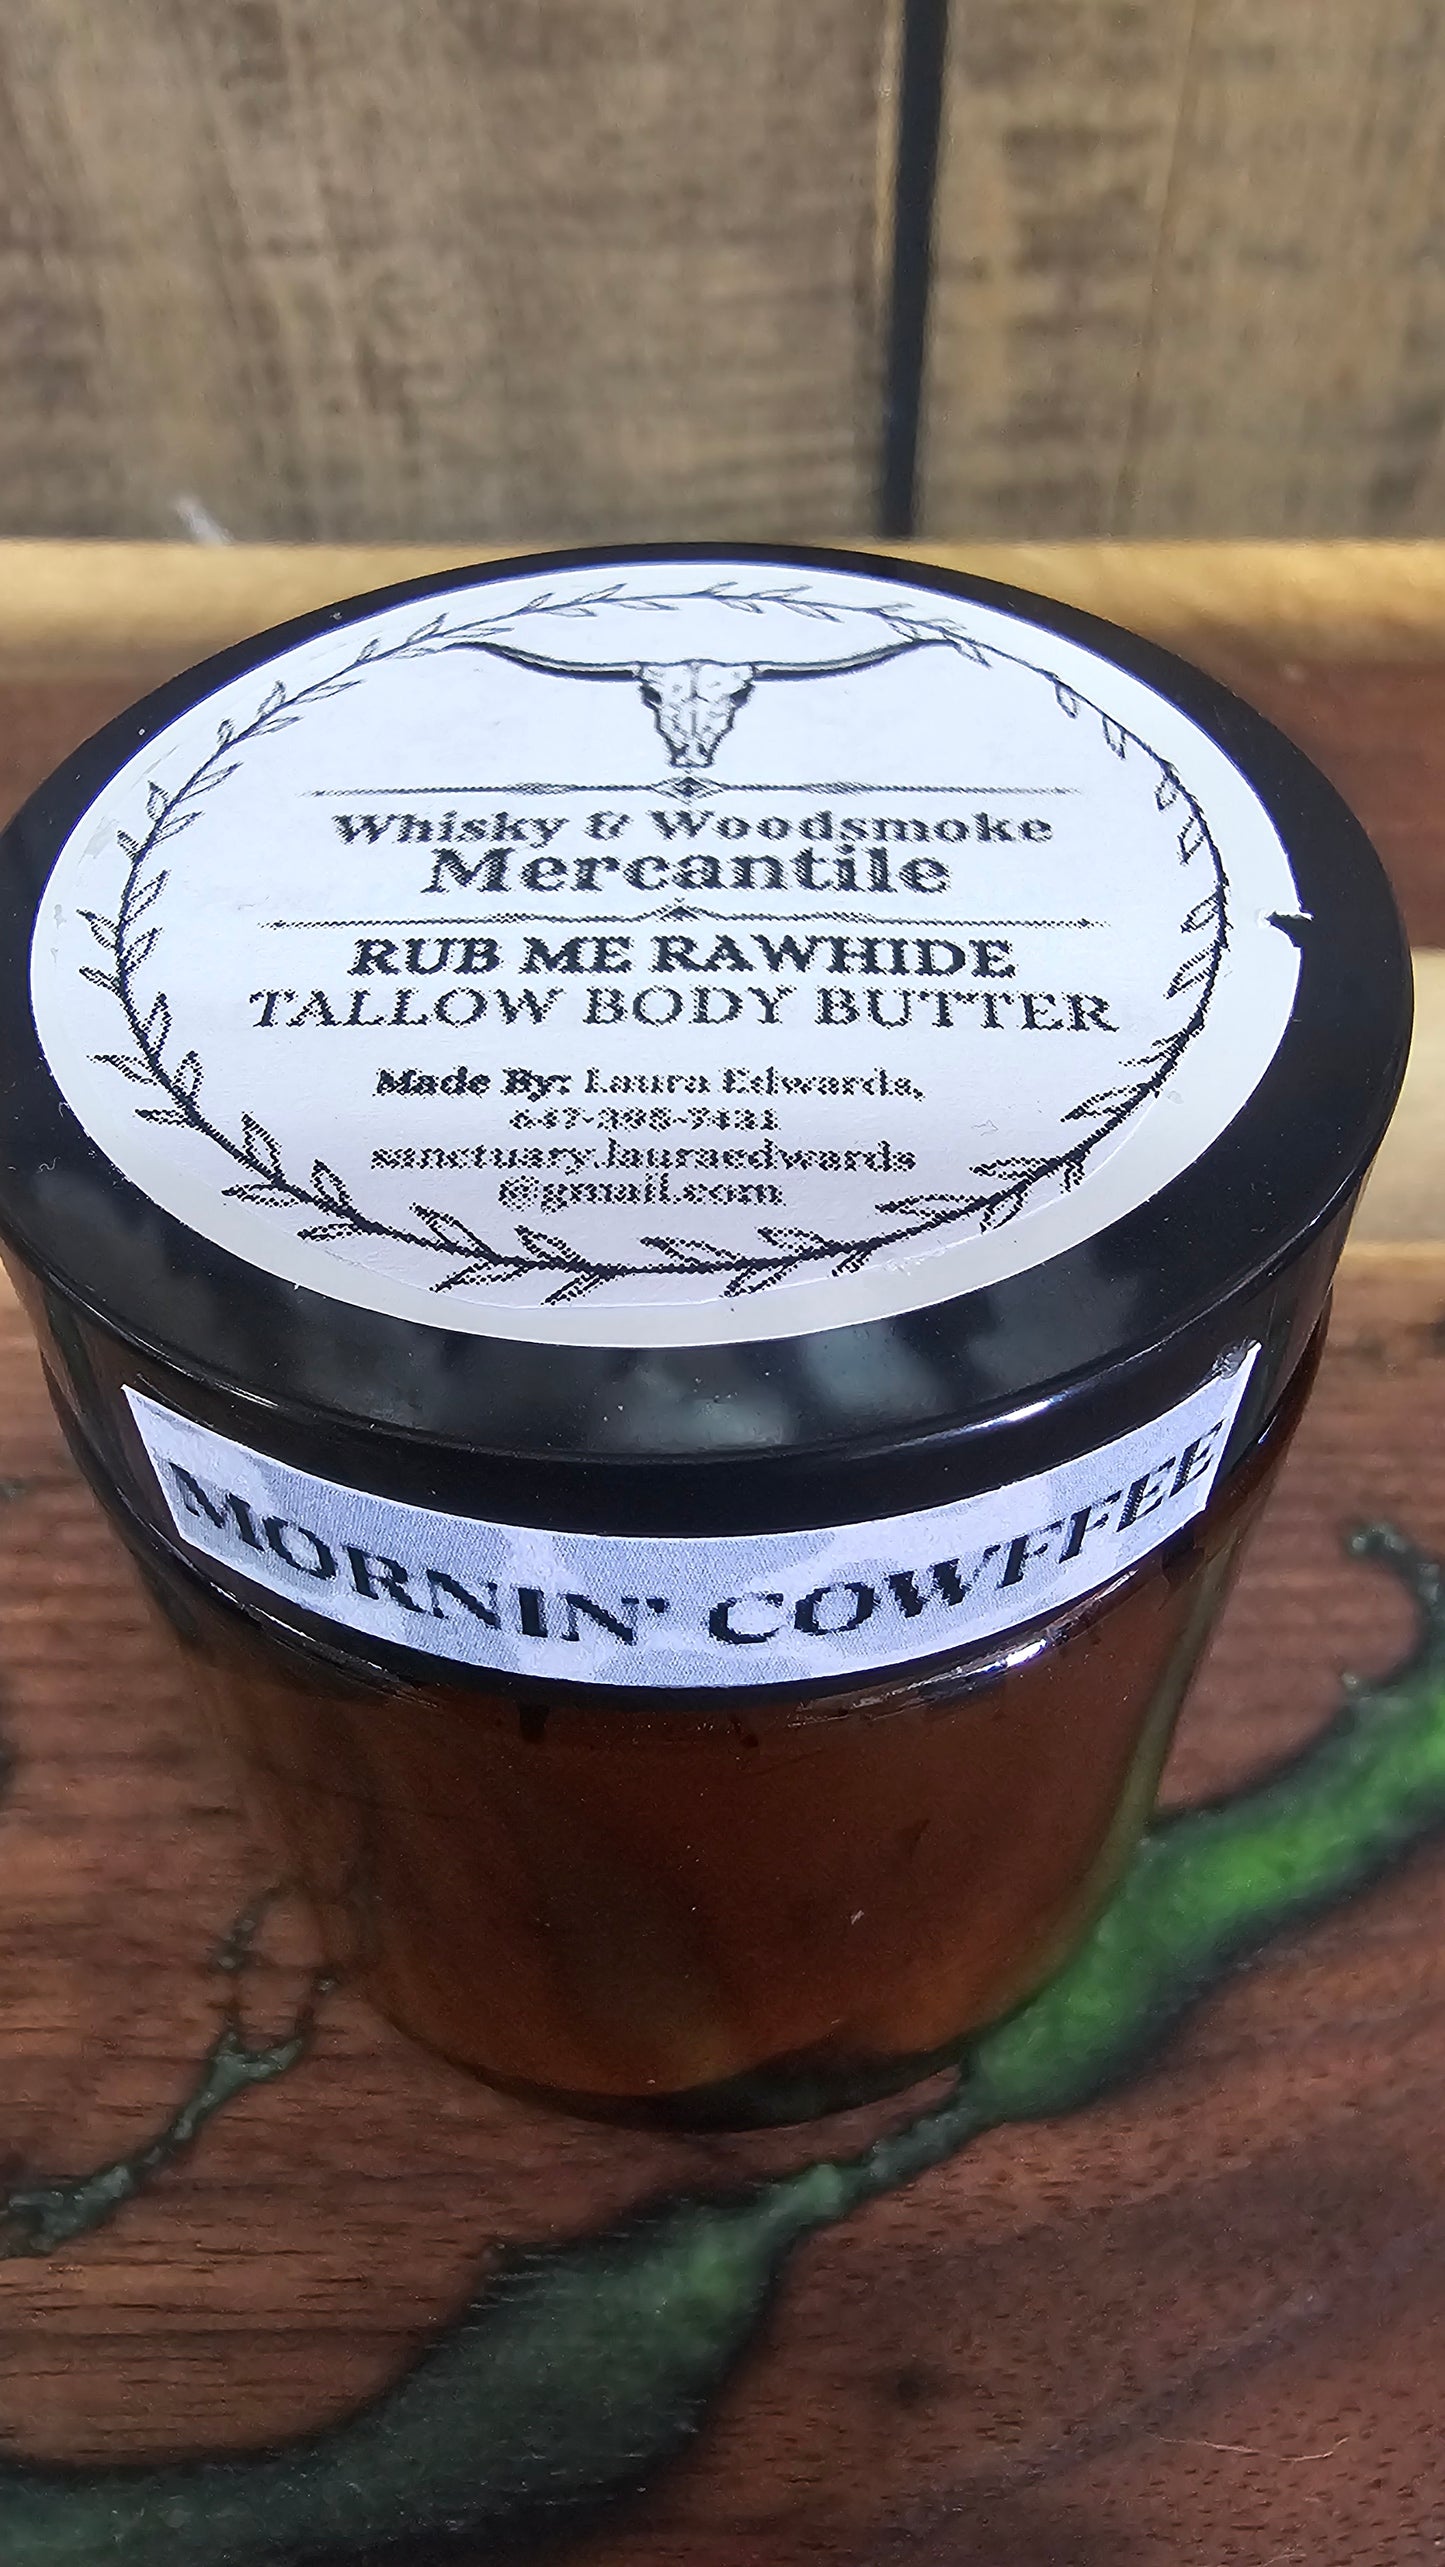 Whisky & Woodsmoke
Mercantile
RUB ME RAWHIDE
TALLOW BODY BUTTER
Made By: Laura Edwards,
sanctuary.lauraedwards
@gmail.com
MORNIN' COWFFEE